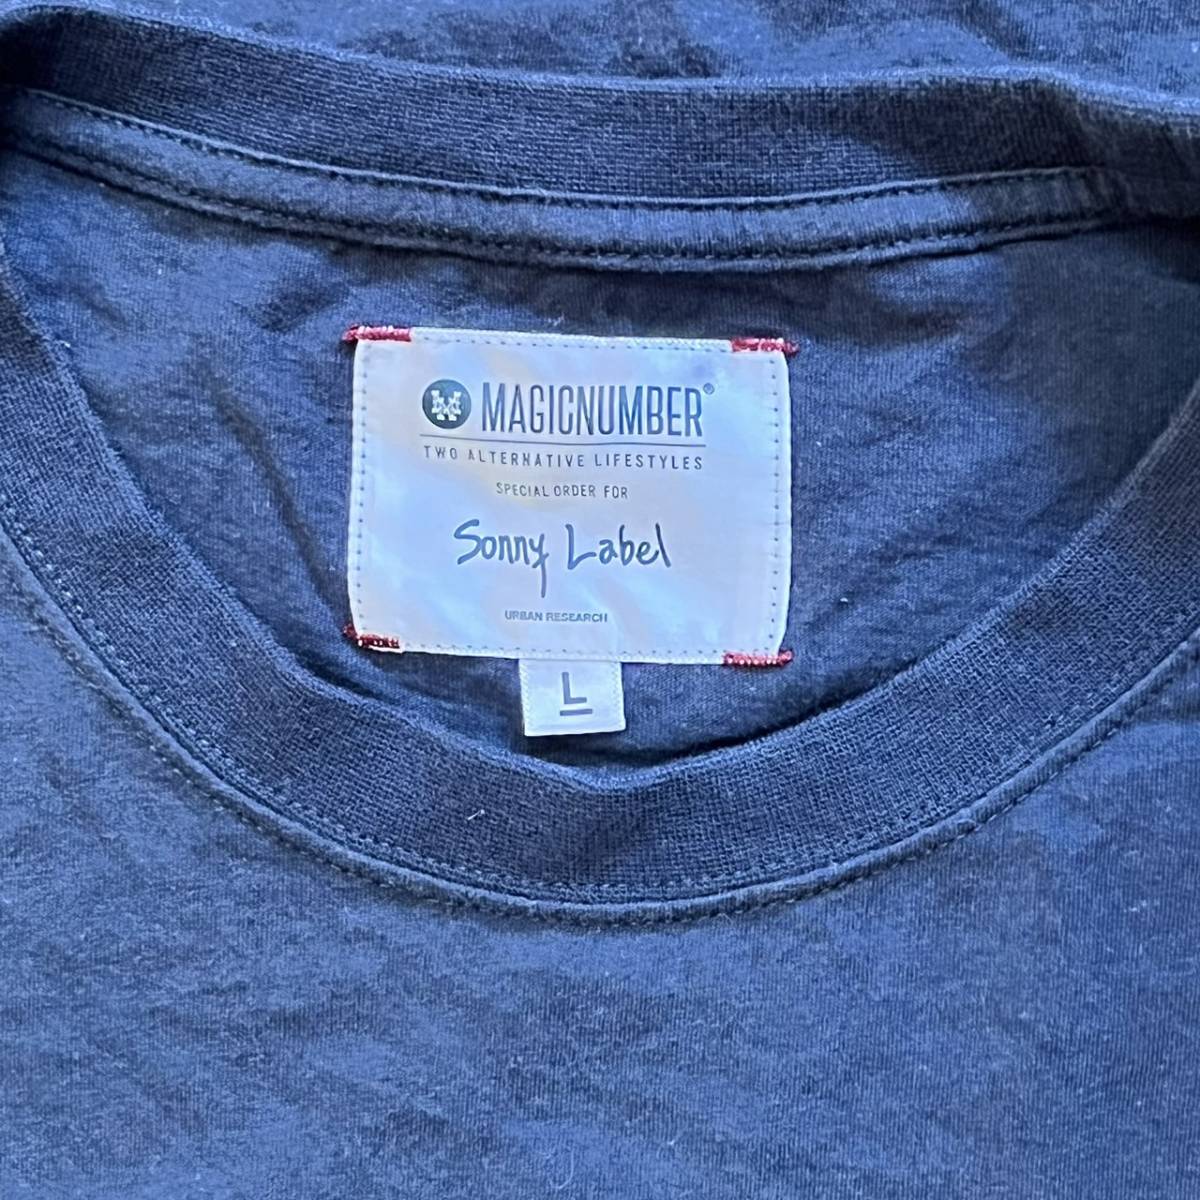 MAGICNUMBER®
TWO ALTERNATIVE LIFESTYLES
SPECIAL ORDER FOR
Sonny Label
URBAN RESEARCH
L